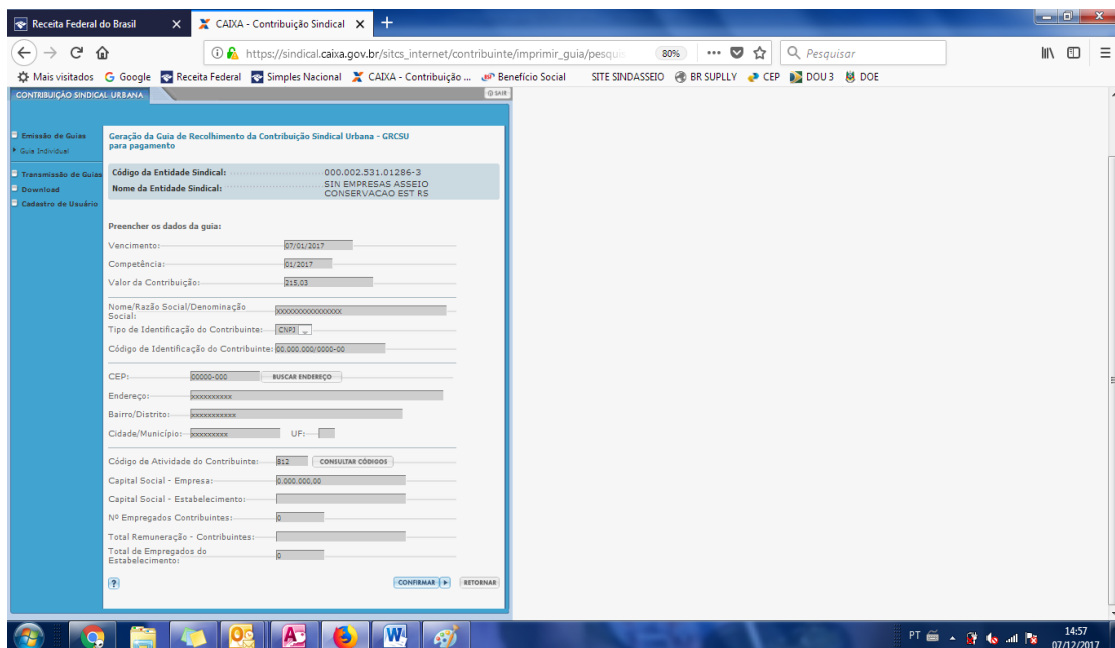 Receita Federal do Brasil
CAIXA - Contribuição Sindical
https://sindical.caixa.gov.br/sitcs_internet/contribuinte/imprimir_guia/pesqui
80%
Pesquisar
Mais visitados Google Receita Federal Simples Nacional CAIXA - Contribuição ... Benefício Social SITE SINDASSEIO BR SUPLLY CEP DOU 3 DOE
CONTRIBUIÇÃO SINDICAL URBANA
SAIR
Emissão de Guias
Guia Individual
Transmissão de Guias
Download
Cadastro de Usuário
Geração da Guia de Recolhimento da Contribuição Sindical Urbana - GRCSU
para pagamento
Código da Entidade Sindical: 000.002.531.01286-3
Nome da Entidade Sindical: SIN EMPRESAS ASSEIO
CONSERVACAO EST RS
Preencher os dados da guia:
Vencimento: 07/01/2017
Competência: 01/2017
Valor da Contribuição: 215,03
Nome/Razão Social/Denominação
Social: xxxxxxxxxxxxxxxx
Tipo de Identificação do Contribuinte: CNPJ
Código de Identificação do Contribuinte: 00.000.000/0000-00
CEP: 00000-000 BUSCAR ENDEREÇO
Endereço: xxxxxxxxxx
Bairro/Distrito: xxxxxxxxxxx
Cidade/Município: xxxxxxxxx UF:
Código de Atividade do Contribuinte: 812 CONSULTAR CÓDIGOS
Capital Social - Empresa: 0.000.000,00
Capital Social - Estabelecimento:
Nº Empregados Contribuintes: 0
Total Remuneração - Contribuintes:
Total de Empregados do
Estabelecimento: 0
? CONFIRMAR RETORNAR
PT
14:57
07/12/2017